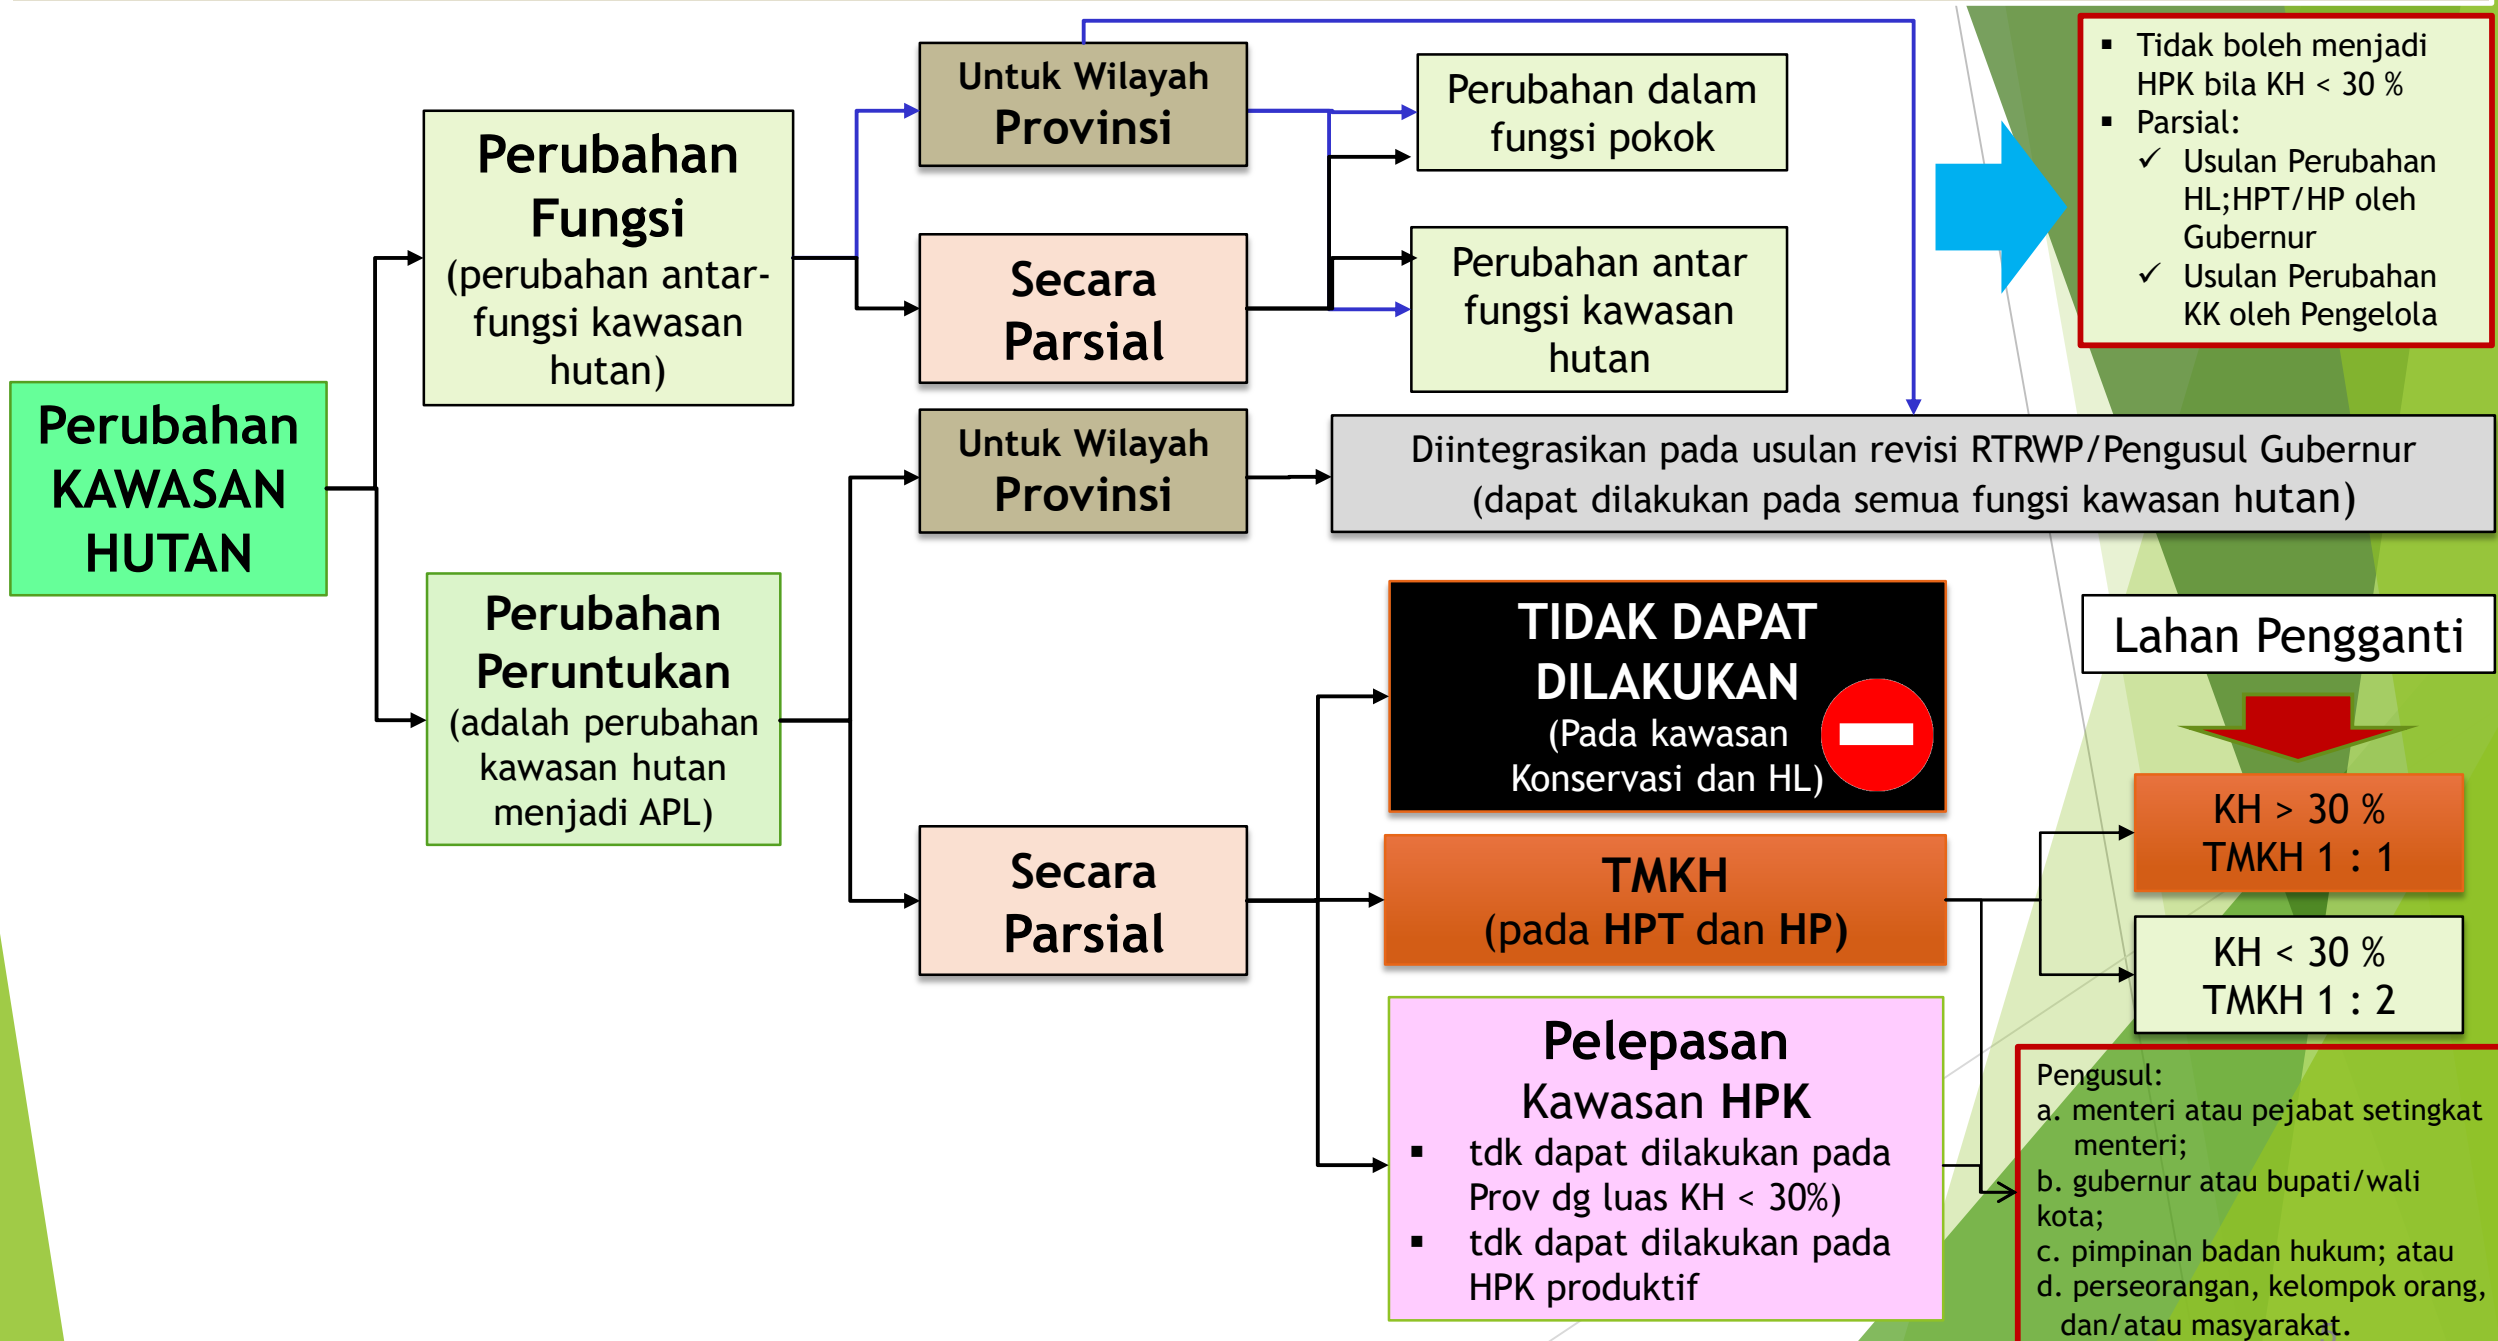 Perubahan
KAWASAN
HUTAN
Perubahan
Fungsi
(perubahan antar-
fungsi kawasan
hutan)
Untuk Wilayah
Provinsi
Secara
Parsial
Perubahan dalam
fungsi pokok
Perubahan antar
fungsi kawasan
hutan
▪ Tidak boleh menjadi
HPK bila KH < 30 %
▪ Parsial:
✓ Usulan Perubahan
HL;HPT/HP oleh
Gubernur
✓ Usulan Perubahan
KK oleh Pengelola
Perubahan
Peruntukan
(adalah perubahan
kawasan hutan
menjadi APL)
Untuk Wilayah
Provinsi
Diintegrasikan pada usulan revisi RTRWP/Pengusul Gubernur
(dapat dilakukan pada semua fungsi kawasan hutan)
Secara
Parsial
TIDAK DAPAT
DILAKUKAN
(Pada kawasan
Konservasi dan HL)
TMKH
(pada HPT dan HP)
Pelepasan
Kawasan HPK
▪ tdk dapat dilakukan pada
Prov dg luas KH < 30%)
▪ tdk dapat dilakukan pada
HPK produktif
Lahan Pengganti
KH > 30 %
TMKH 1 : 1
KH < 30 %
TMKH 1 : 2
Pengusul:
a. menteri atau pejabat setingkat
menteri;
b. gubernur atau bupati/wali
kota;
c. pimpinan badan hukum; atau
d. perseorangan, kelompok orang,
dan/atau masyarakat.